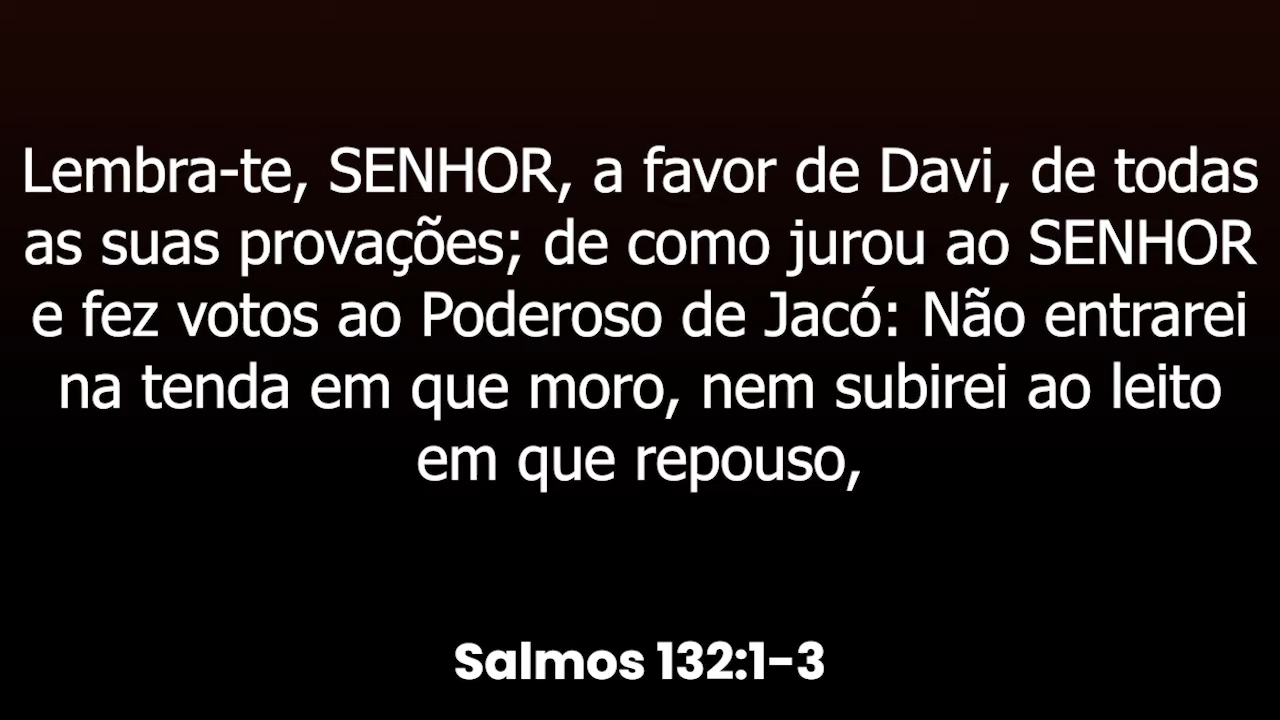 Lembra-te, SENHOR, a favor de Davi, de todas
as suas provações; de como jurou ao SENHOR
e fez votos ao Poderoso de Jacó: Não entrarei
na tenda em que moro, nem subirei ao leito
em que repouso,
Salmos 132:1-3